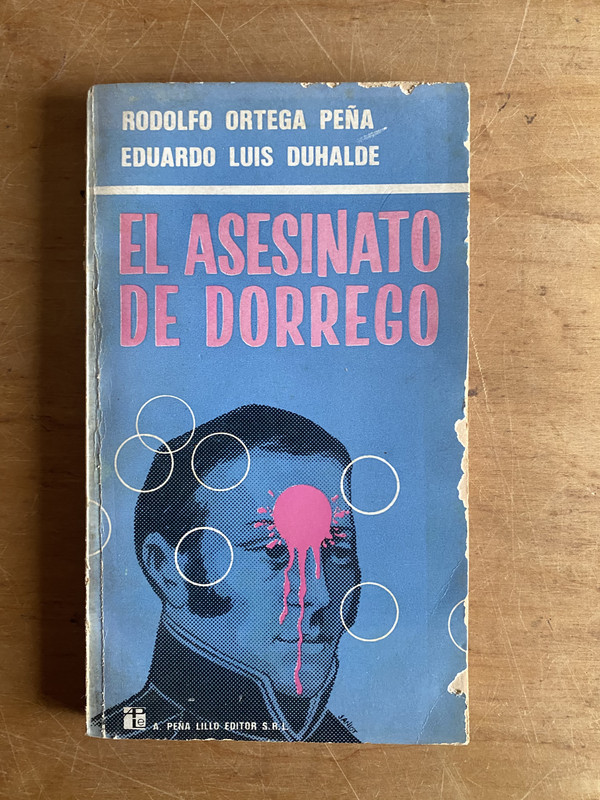 RODOLFO ORTEGA PEÑA
EDUARDO LUIS DUHALDE
EL ASESINATO
DE DORREGO
A. PEÑA LILLO EDITOR S.R.L.